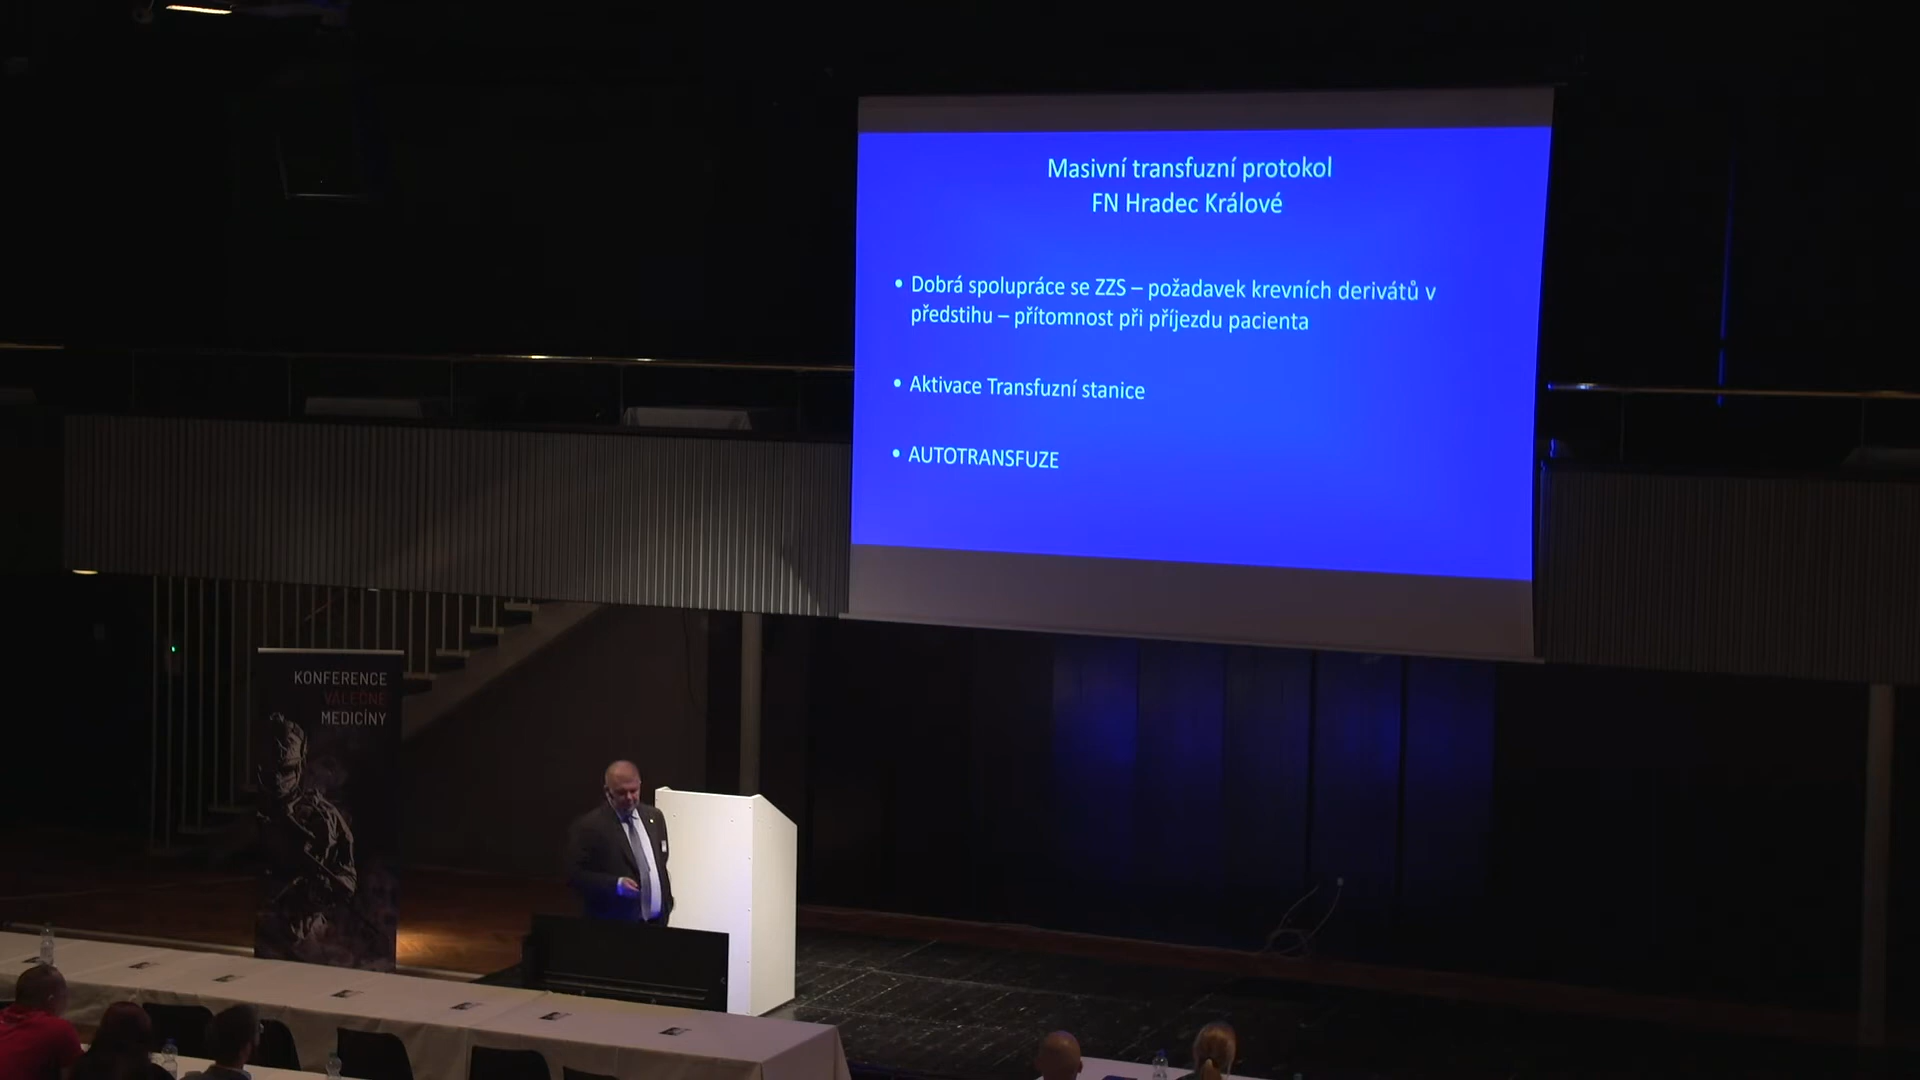 Masivní transfuzní protokol
FN Hradec Králové
• Dobrá spolupráce se ZZS – požadavek krevních derivátů v
předstihu – přítomnost při příjezdu pacienta
• Aktivace Transfuzní stanice
• AUTOTRANSFUZE
KONFERENCE
VÁLEČNÉ
MEDICÍNY